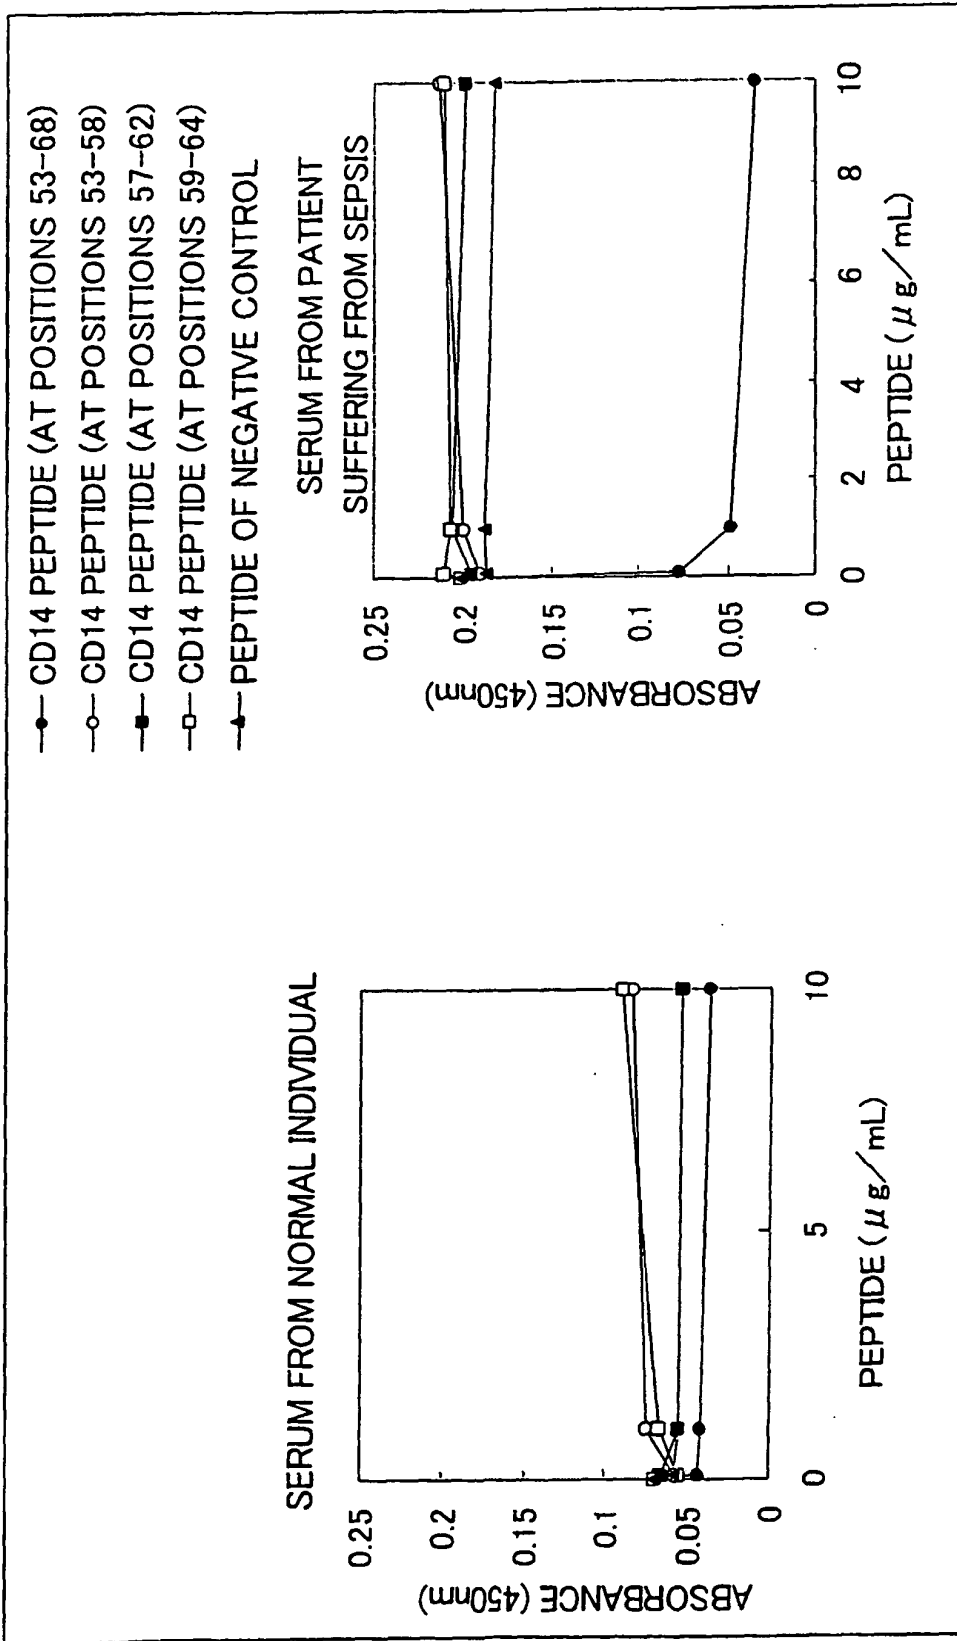 CD14 PEPTIDE (AT POSITIONS 53-68)
CD14 PEPTIDE (AT POSITIONS 53-58)
CD14 PEPTIDE (AT POSITIONS 57-62)
CD14 PEPTIDE (AT POSITIONS 59-64)
PEPTIDE OF NEGATIVE CONTROL
SERUM FROM NORMAL INDIVIDUAL
0.25
0.2
0.15
0.1
0.05
0
ABSORBANCE (450nm)
0
5
10
PEPTIDE (μg/mL)
SERUM FROM PATIENT
SUFFERING FROM SEPSIS
0.25
0.2
0.15
0.1
0.05
0
ABSORBANCE (450nm)
0
2
4
6
8
10
PEPTIDE (μg/mL)